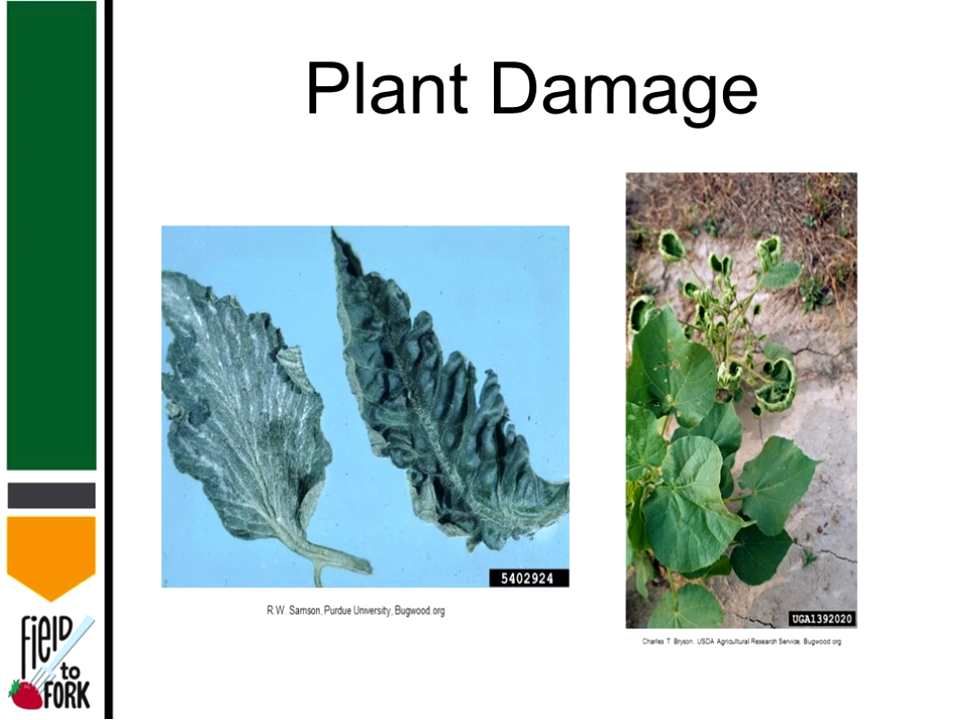 Plant Damage
5402924
R.W. Samson, Purdue University, Bugwood.org
UGA1392020
Charles T. Bryson, USDA Agricultural Research Service, Bugwood.org
FiELD
to
FORK